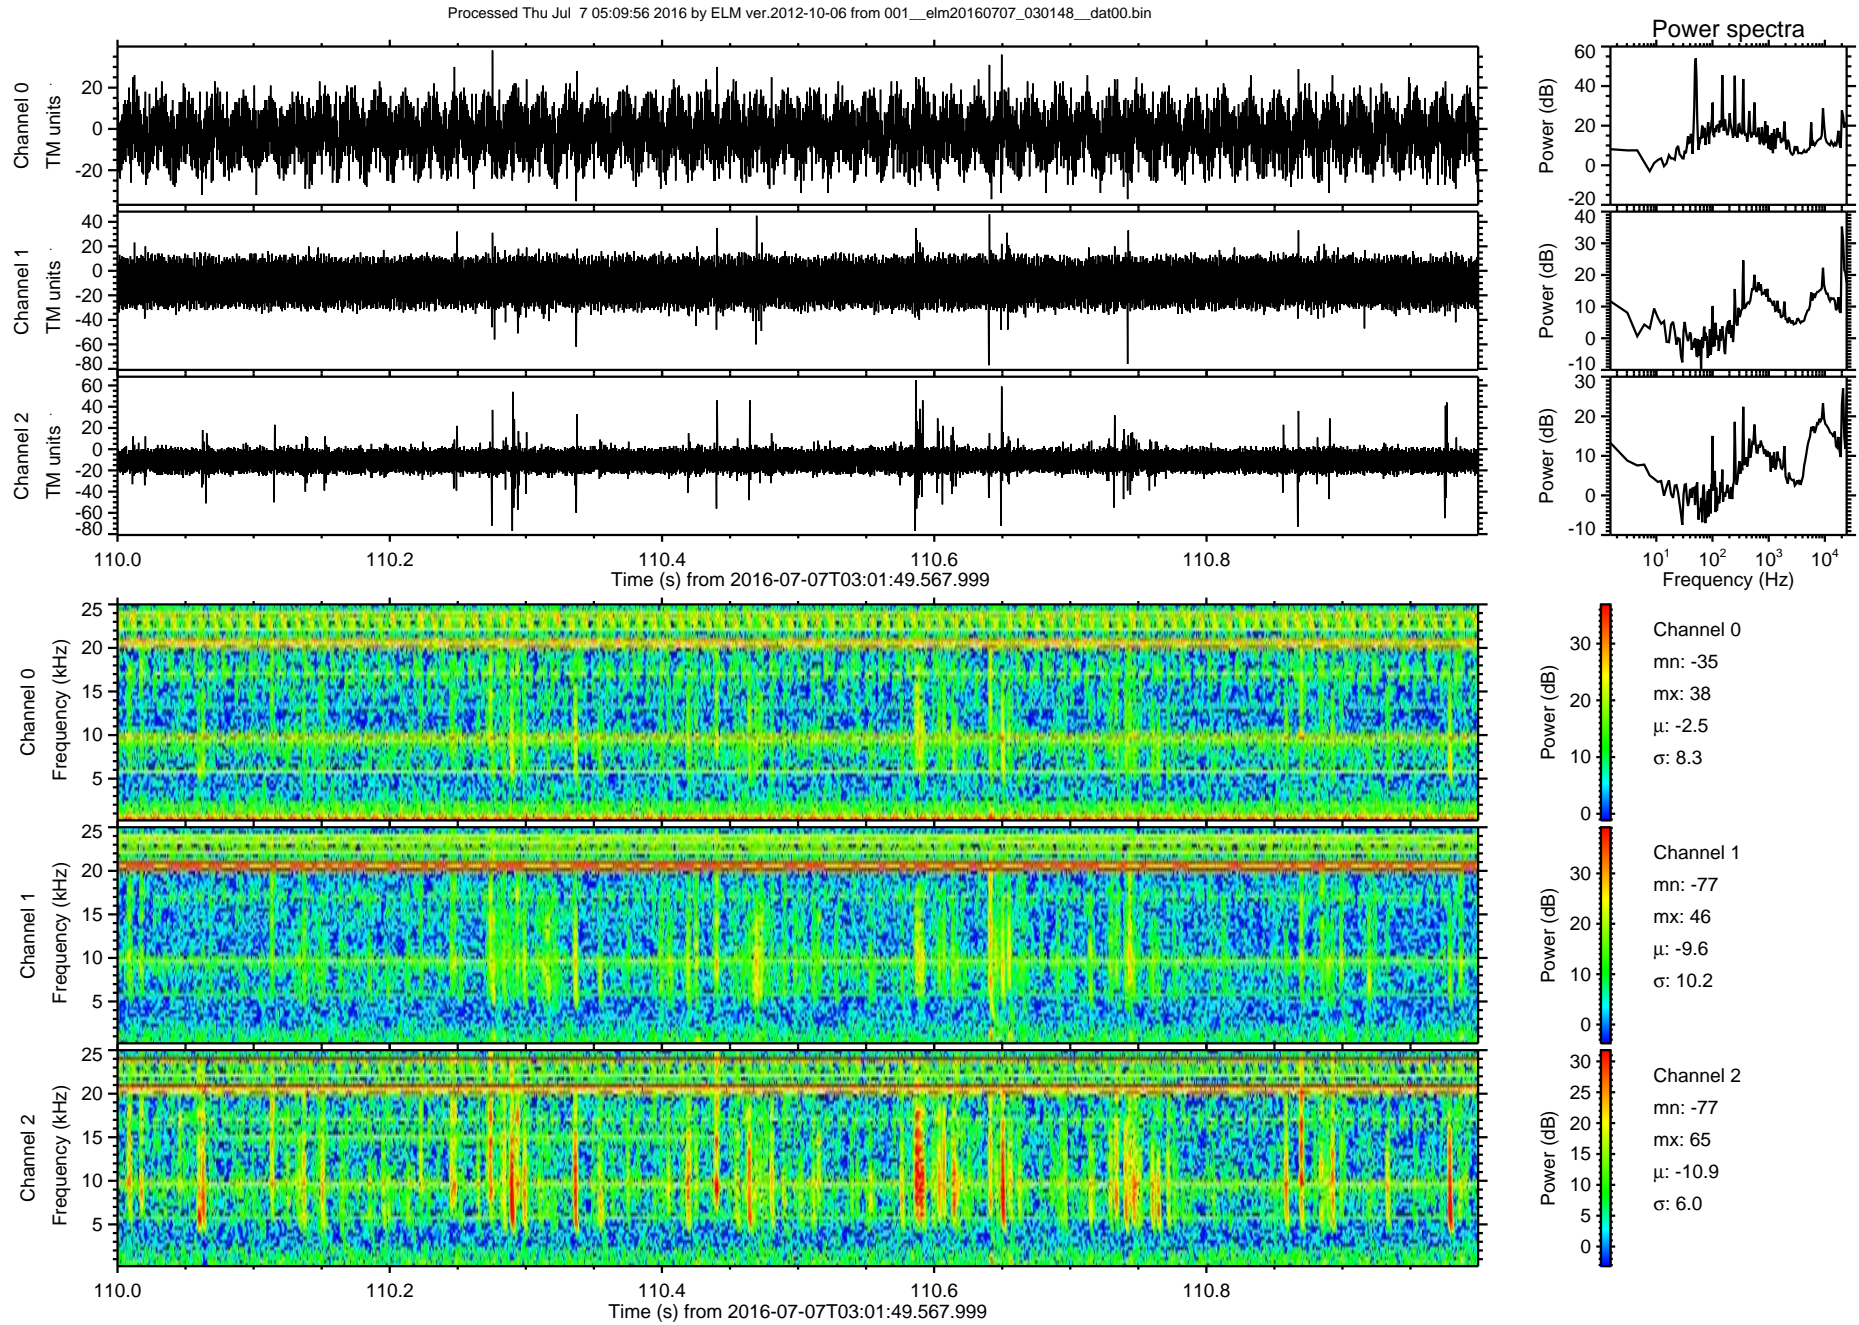 Processed Thu Jul 7 05:09:56 2016 by ELM ver.2012-10-06 from 001__elm20160707_030148__dat00.bin
Power spectra
Channel 0
TM units
20
0
-20
Power (dB)
60
40
20
0
-20
Channel 1
TM units
40
20
0
-20
-40
-60
-80
Power (dB)
40
30
20
10
0
-10
Channel 2
TM units
60
40
20
0
-20
-40
-60
-80
Power (dB)
30
20
10
0
-10
110.0 110.2 110.4 110.6 110.8
Time (s) from 2016-07-07T03:01:49.567.999
10^1 10^2 10^3 10^4
Frequency (Hz)
Channel 0
Frequency (kHz)
25
20
15
10
5
Power (dB)
30
20
10
0
Channel 0
mn: -35
mx: 38
μ: -2.5
σ: 8.3
Channel 1
Frequency (kHz)
25
20
15
10
5
Power (dB)
30
20
10
0
Channel 1
mn: -77
mx: 46
μ: -9.6
σ: 10.2
Channel 2
Frequency (kHz)
25
20
15
10
5
Power (dB)
30
25
20
15
10
5
0
Channel 2
mn: -77
mx: 65
μ: -10.9
σ: 6.0
110.0 110.2 110.4 110.6 110.8
Time (s) from 2016-07-07T03:01:49.567.999